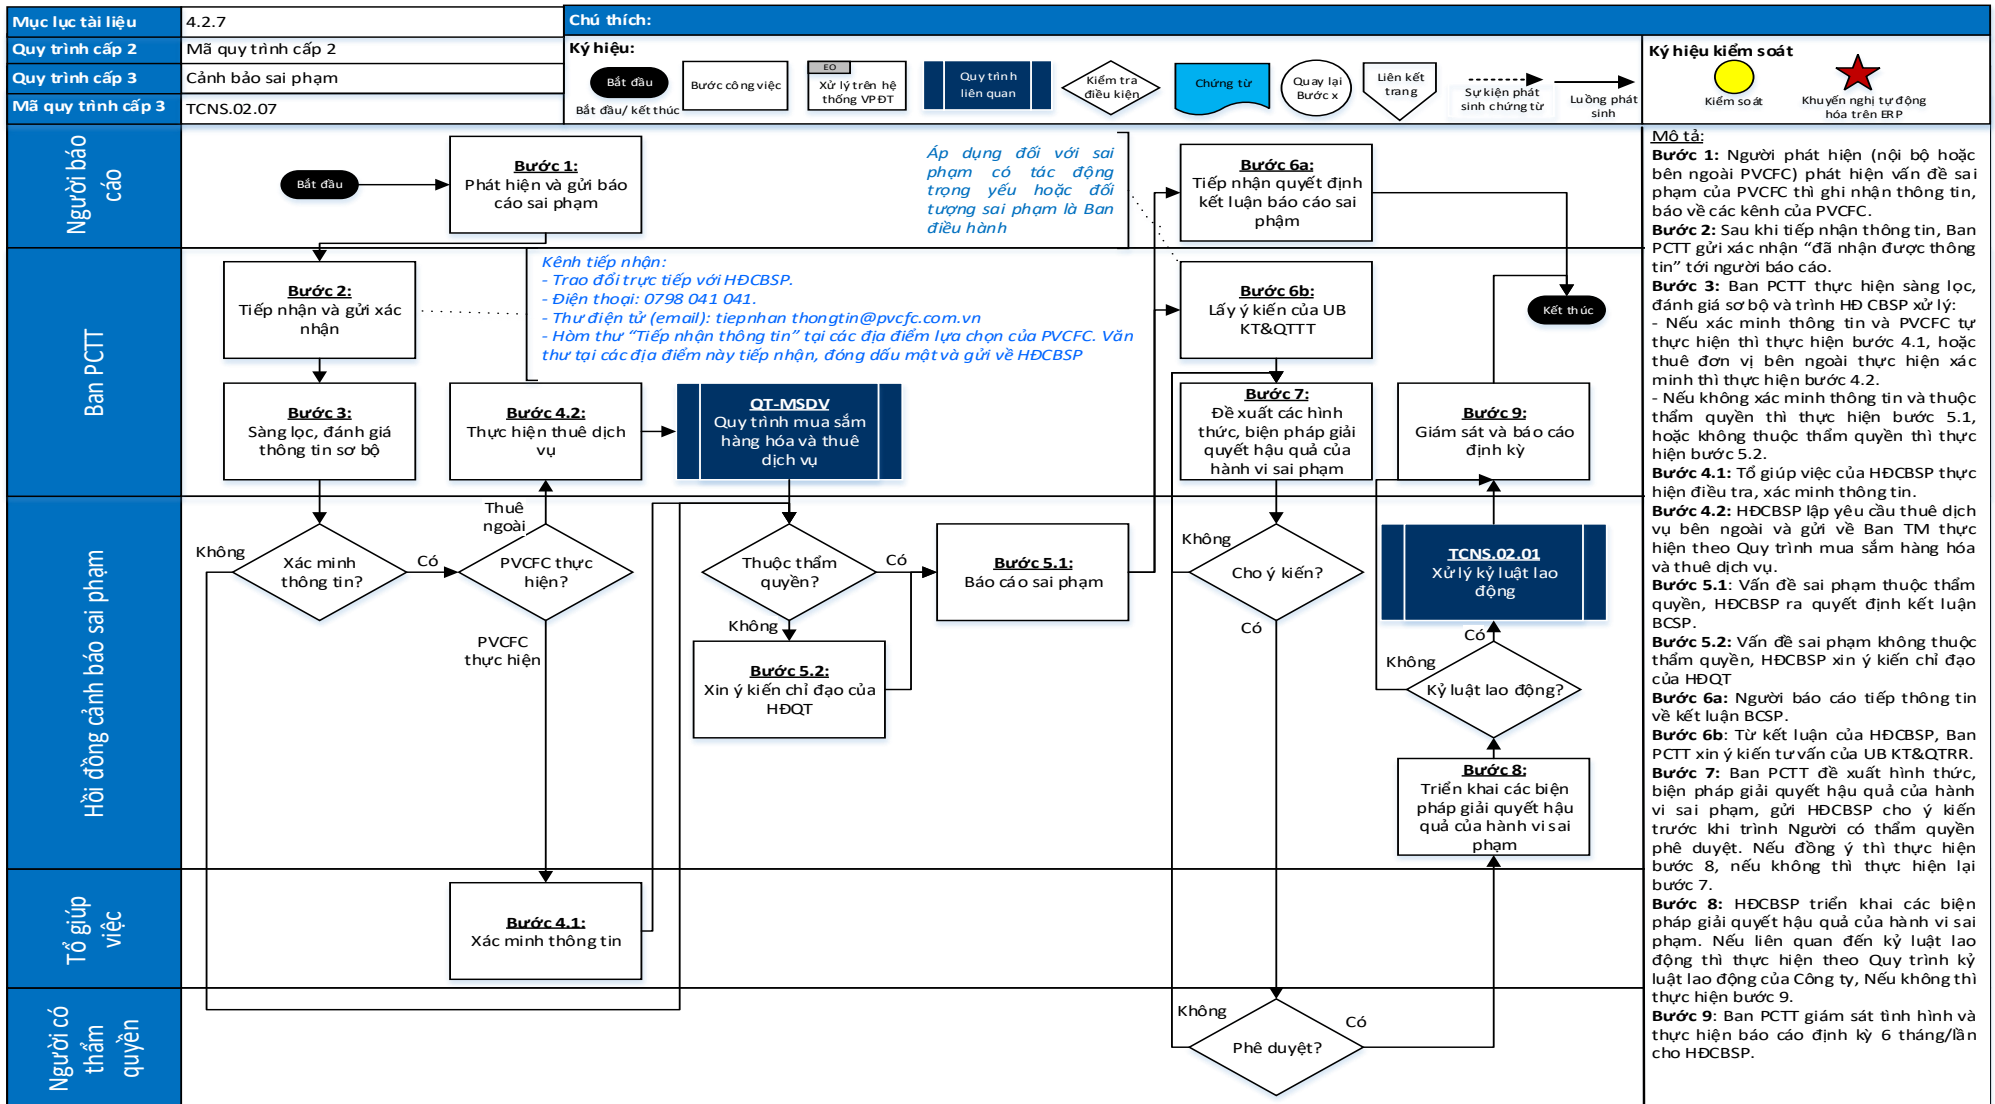 Mục lục tài liệu
4.2.7
Quy trình cấp 2
Mã quy trình cấp 2
Quy trình cấp 3
Cảnh bảo sai phạm
Mã quy trình cấp 3
TCNS.02.07
Chú thích:
Ký hiệu:
Bắt đầu
Bắt đầu/ kết thúc
Bước công việc
EO
Xử lý trên hệ
thống VPĐT
Quy trình
liên quan
Kiểm tra
điều kiện
Chứng từ
Quay lại
Bước x
Liên kết
trang
Sự kiện phát
sinh chứng từ
Luồng phát
sinh
Ký hiệu kiểm soát
Kiểm soát
Khuyến nghị tự động
hóa trên ERP
Người báo
cáo
Bắt đầu
Bước 1:
Phát hiện và gửi báo
cáo sai phạm
Áp dụng đối với sai
phạm có tác động
trọng yếu hoặc đối
tượng sai phạm là Ban
điều hành
Bước 6a:
Tiếp nhận quyết định
kết luận báo cáo sai
phậm
Ban PCTT
Bước 2:
Tiếp nhận và gửi xác
nhận
Kênh tiếp nhận:
- Trao đổi trực tiếp với HĐCBSP.
- Điện thoại: 0798 041 041.
- Thư điện tử (email): tiepnhan thongtin@pvcfc.com.vn
- Hòm thư “Tiếp nhận thông tin” tại các địa điểm lựa chọn của PVCFC. Văn
thư tại các địa điểm này tiếp nhận, đóng dấu mật và gửi về HĐCBSP
Bước 6b:
Lấy ý kiến của UB
KT&QTTT
Kết thúc
Bước 3:
Sàng lọc, đánh giá
thông tin sơ bộ
Bước 4.2:
Thực hiện thuê dịch
vụ
QT-MSDV
Quy trình mua sắm
hàng hóa và thuê
dịch vụ
Bước 7:
Đề xuất các hình
thức, biện pháp giải
quyết hậu quả của
hành vi sai phạm
Bước 9:
Giám sát và báo cáo
định kỳ
Hồi đồng cảnh báo sai phạm
Không
Xác minh
thông tin?
Có
Thuê
ngoài
PVCFC thực
hiện?
PVCFC
thực hiện
Thuộc thẩm
quyền?
Có
Không
Bước 5.1:
Báo cáo sai phạm
Bước 5.2:
Xin ý kiến chỉ đạo của
HĐQT
Không
Cho ý kiến?
Có
TCNS.02.01
Xử lý kỷ luật lao
động
Có
Không
Kỷ luật lao động?
Bước 8:
Triển khai các biện
pháp giải quyết hậu
quả của hành vi sai
phạm
Tổ giúp
việc
Bước 4.1:
Xác minh thông tin
Người có
thẩm
quyền
Không
Phê duyệt?
Có
Mô tả:
Bước 1: Người phát hiện (nội bộ hoặc
bên ngoài PVCFC) phát hiện vấn đề sai
phạm của PVCFC thì ghi nhận thông tin,
báo về các kênh của PVCFC.
Bước 2: Sau khi tiếp nhận thông tin, Ban
PCTT gửi xác nhận “đã nhận được thông
tin” tới người báo cáo.
Bước 3: Ban PCTT thực hiện sàng lọc,
đánh giá sơ bộ và trình HĐ CBSP xử lý:
- Nếu xác minh thông tin và PVCFC tự
thực hiện thì thực hiện bước 4.1, hoặc
thuê đơn vị bên ngoài thực hiện xác
minh thì thực hiện bước 4.2.
- Nếu không xác minh thông tin và thuộc
thẩm quyền thì thực hiện bước 5.1,
hoặc không thuộc thẩm quyền thì thực
hiện bước 5.2.
Bước 4.1: Tổ giúp việc của HĐCBSP thực
hiện điều tra, xác minh thông tin.
Bước 4.2: HĐCBSP lập yêu cầu thuê dịch
vụ bên ngoài và gửi về Ban TM thực
hiện theo Quy trình mua sắm hàng hóa
và thuê dịch vụ.
Bước 5.1: Vấn đề sai phạm thuộc thẩm
quyền, HĐCBSP ra quyết định kết luận
BCSP.
Bước 5.2: Vấn đề sai phạm không thuộc
thẩm quyền, HĐCBSP xin ý kiến chỉ đạo
của HĐQT
Bước 6a: Người báo cáo tiếp thông tin
về kết luận BCSP.
Bước 6b: Từ kết luận của HĐCBSP, Ban
PCTT xin ý kiến tư vấn của UB KT&QTRR.
Bước 7: Ban PCTT đề xuất hình thức,
biện pháp giải quyết hậu quả của hành
vi sai phạm, gửi HĐCBSP cho ý kiến
trước khi trình Người có thẩm quyền
phê duyệt. Nếu đồng ý thì thực hiện
bước 8, nếu không thì thực hiện lại
bước 7.
Bước 8: HĐCBSP triển khai các biện
pháp giải quyết hậu quả của hành vi sai
phạm. Nếu liên quan đến kỷ luật lao
động thì thực hiện theo Quy trình kỷ
luật lao động của Công ty, Nếu không thì
thực hiện bước 9.
Bước 9: Ban PCTT giám sát tình hình và
thực hiện báo cáo định kỳ 6 tháng/lần
cho HĐCBSP.